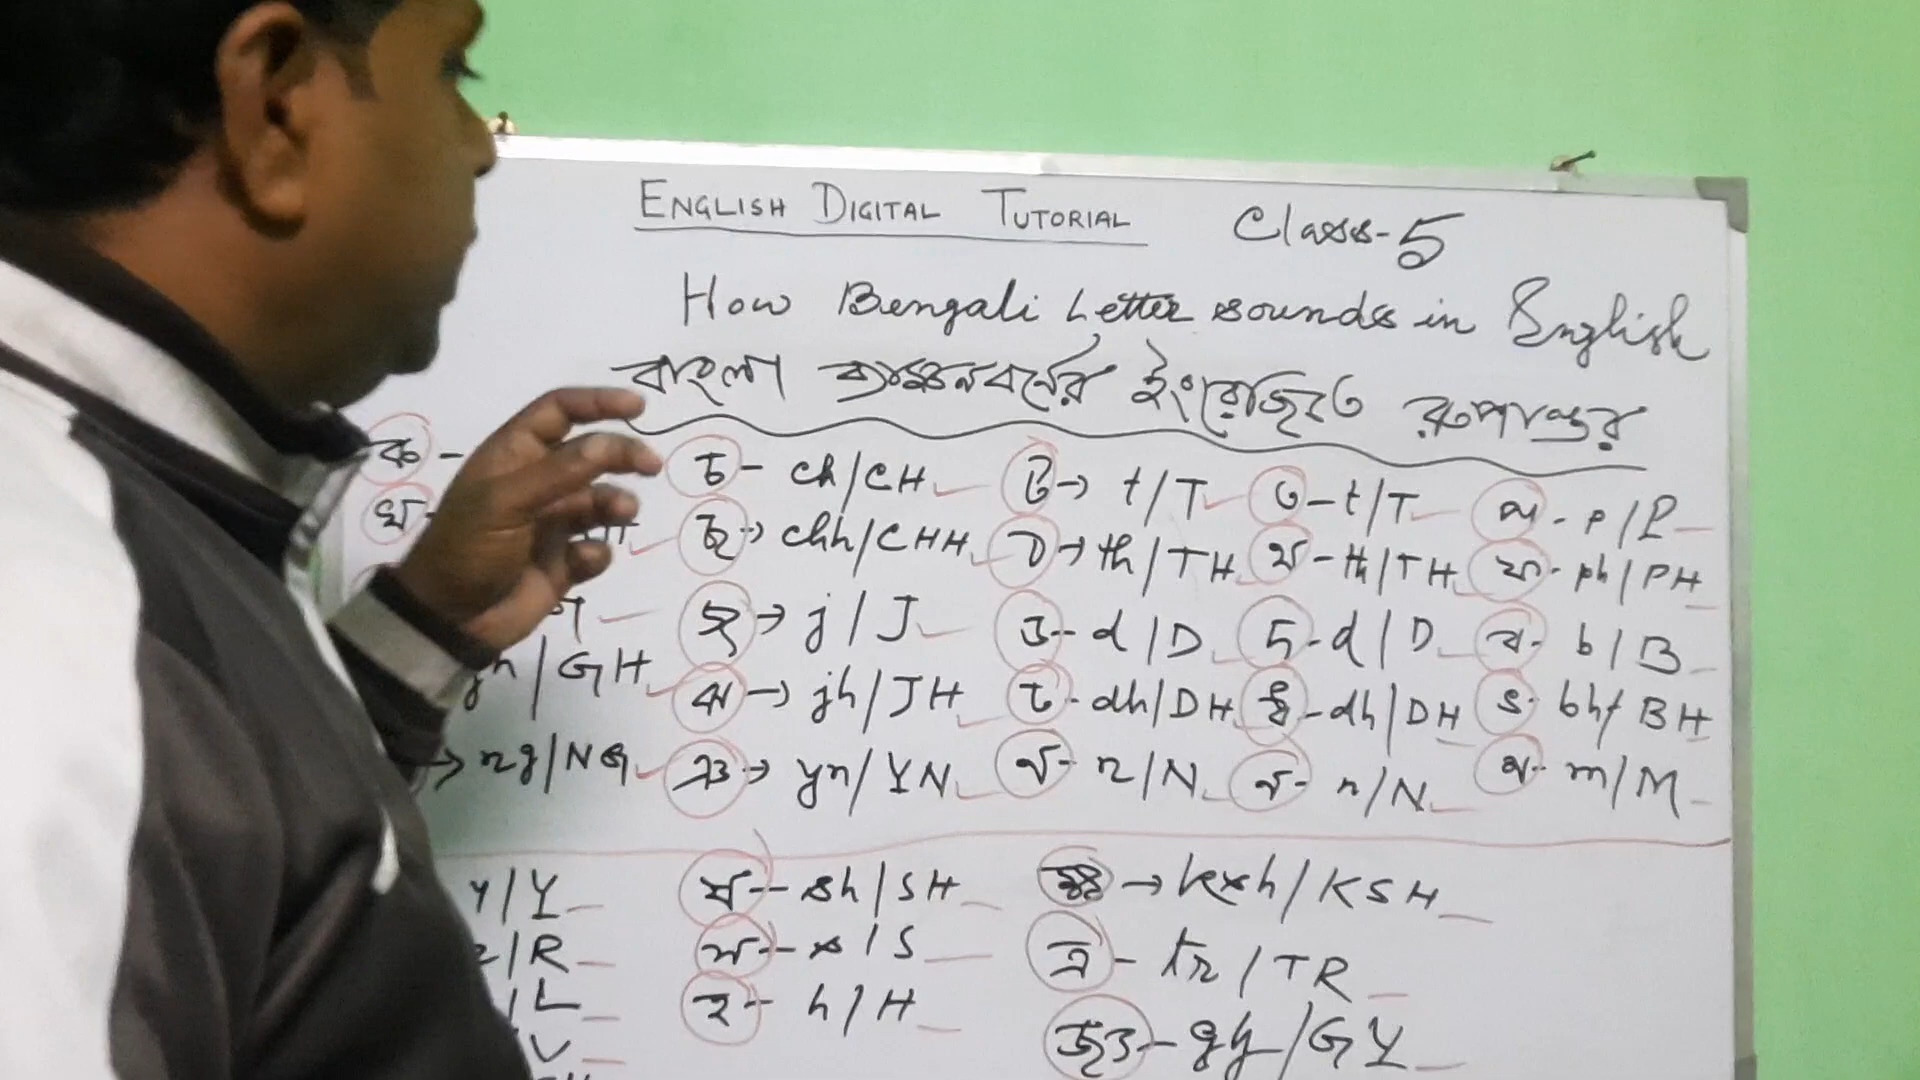 ENGLISH DIGITAL TUTORIAL Class-5
How Bengali Letter sounds in English
বাংলা ব্যঞ্জনবর্ণের ইংরেজিতে রূপান্তর
ক - চ - ch/CH ট → t/T ত - t/T প - p/P
খ - H ছ → chh/CHH ঠ → th/TH থ - th/TH ফ - ph/PH
জ → j/J ড - d/D দ - d/D ব - b/B
gh/GH ঝ → jh/JH ঢ - dh/DH ধ - dh/DH ভ - bh/BH
→ ng/NG ঞ → yn/YN ণ - n/N ন - n/N ম - m/M
y/Y ষ - sh/SH ক্ষ → ksh/KSH
r/R স - s/S ত্র - tr/TR
/L হ - h/H জ্ঞ - gy/GY
/V